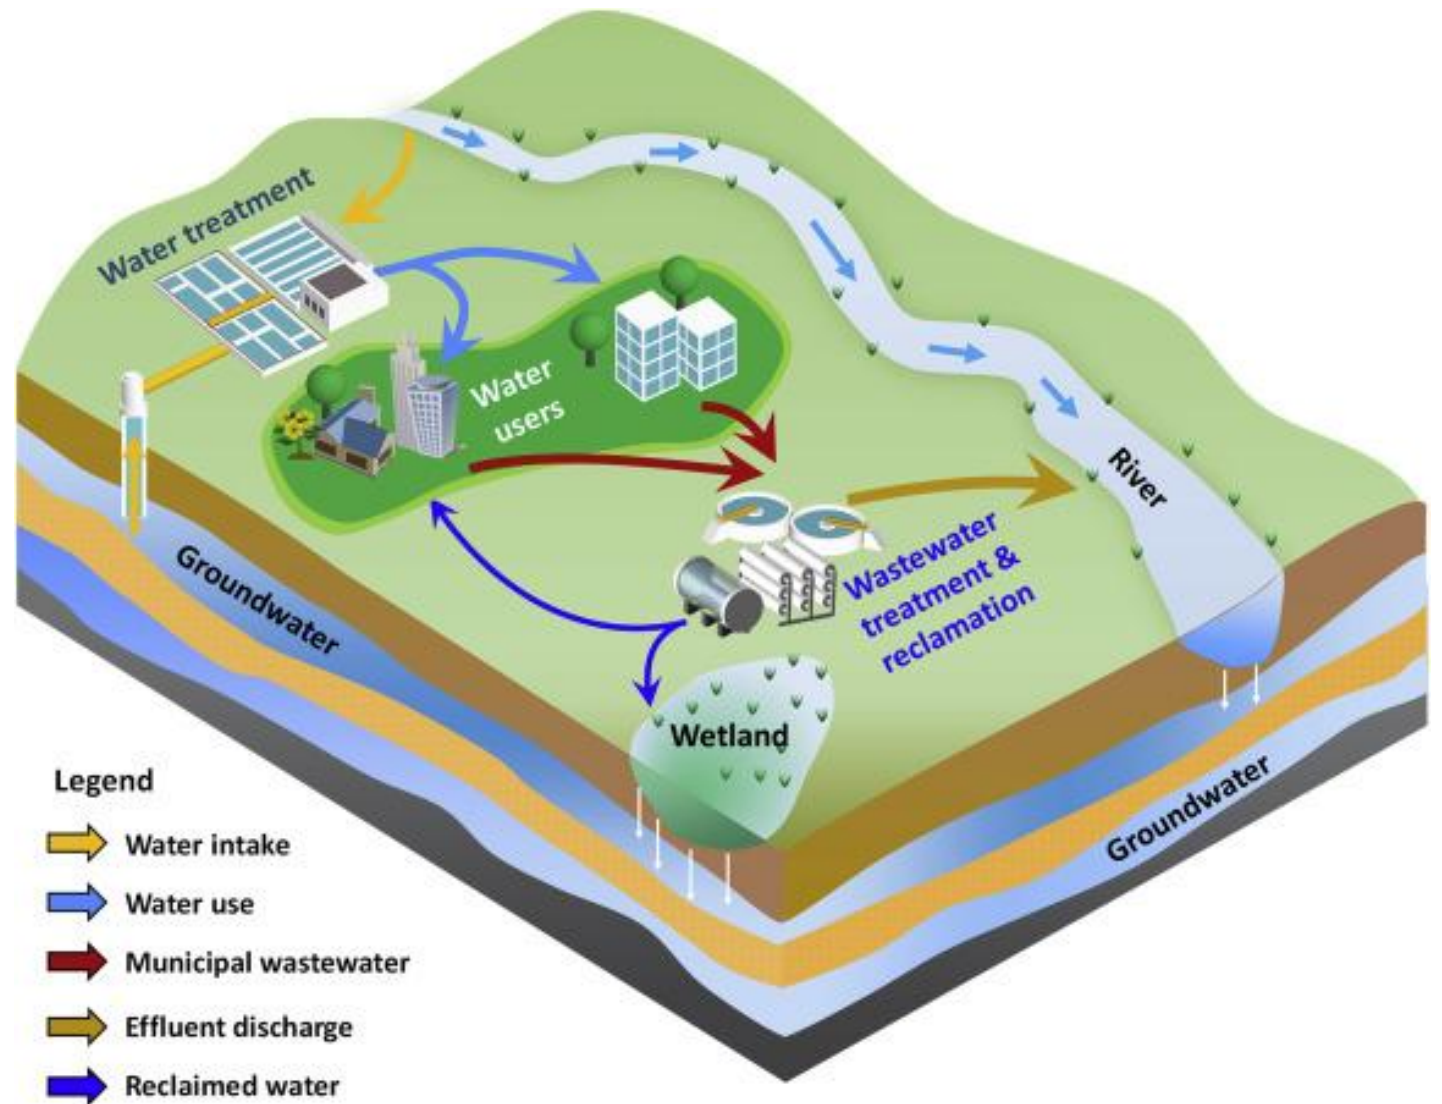 Water treatment
Water
users
River
Wastewater
treatment &
reclamation
Groundwater
Wetland
Groundwater
Legend
Water intake
Water use
Municipal wastewater
Effluent discharge
Reclaimed water